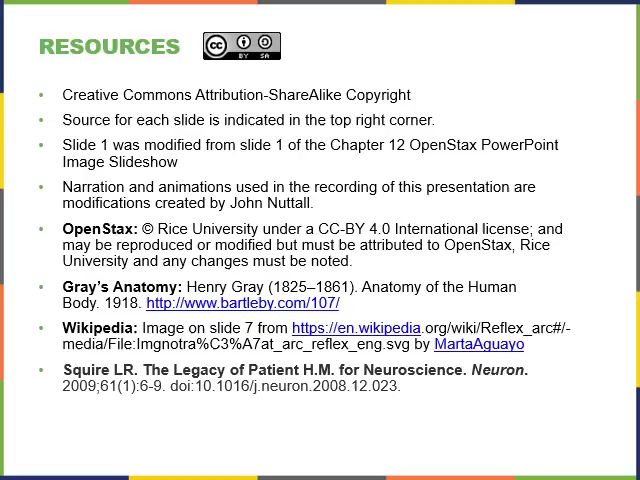 RESOURCES
cc BY SA
• Creative Commons Attribution-ShareAlike Copyright
• Source for each slide is indicated in the top right corner.
• Slide 1 was modified from slide 1 of the Chapter 12 OpenStax PowerPoint
Image Slideshow
• Narration and animations used in the recording of this presentation are
modifications created by John Nuttall.
• OpenStax: © Rice University under a CC-BY 4.0 International license; and
may be reproduced or modified but must be attributed to OpenStax, Rice
University and any changes must be noted.
• Gray’s Anatomy: Henry Gray (1825–1861). Anatomy of the Human
Body. 1918. http://www.bartleby.com/107/
• Wikipedia: Image on slide 7 from https://en.wikipedia.org/wiki/Reflex_arc#/-
media/File:Imgnotra%C3%A7at_arc_reflex_eng.svg by MartaAguayo
• Squire LR. The Legacy of Patient H.M. for Neuroscience. Neuron.
2009;61(1):6-9. doi:10.1016/j.neuron.2008.12.023.